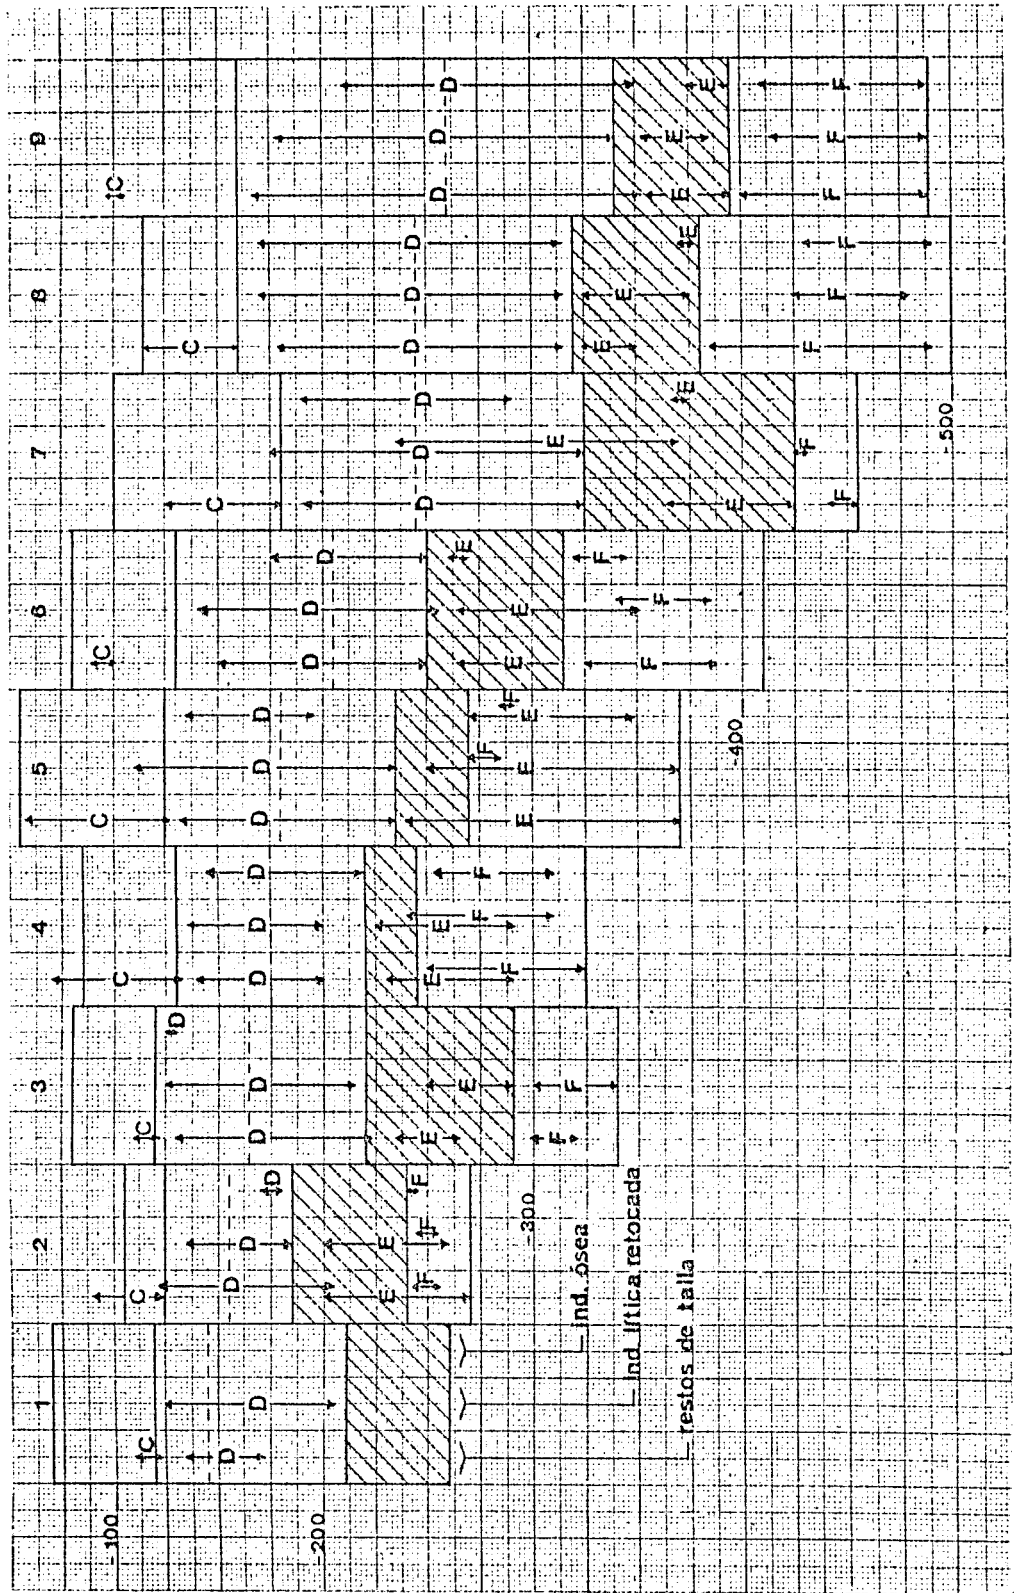 1 2 3 4 5 6 7 8 9
-100
-200
-300
-400
-500
C D D
C D D D E E F F F
C D D D E E F F
C D D D E E F F F
C D D D E E E F F
C D D D E E E F F F
C D D D E E E F F
C D D D E E E F F F
C D D D E E E F F F
ind. ósea
ind lítica retocada
restos de talla